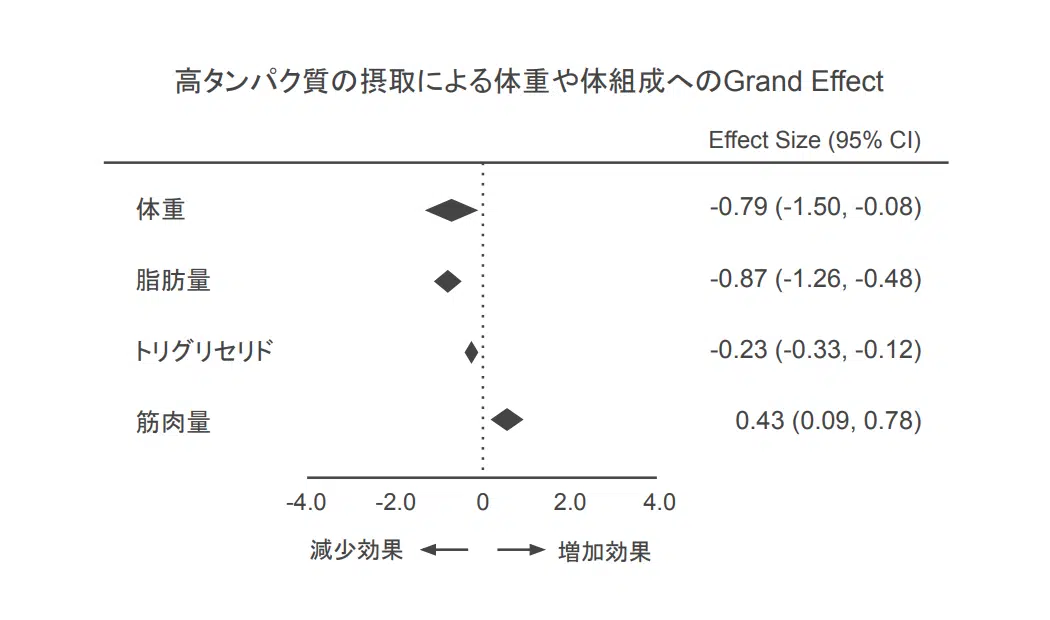 高タンパク質の摂取による体重や体組成へのGrand Effect
Effect Size (95% CI)
体重 -0.79 (-1.50, -0.08)
脂肪量 -0.87 (-1.26, -0.48)
トリグリセリド -0.23 (-0.33, -0.12)
筋肉量 0.43 (0.09, 0.78)
-4.0 -2.0 0 2.0 4.0
減少効果 増加効果